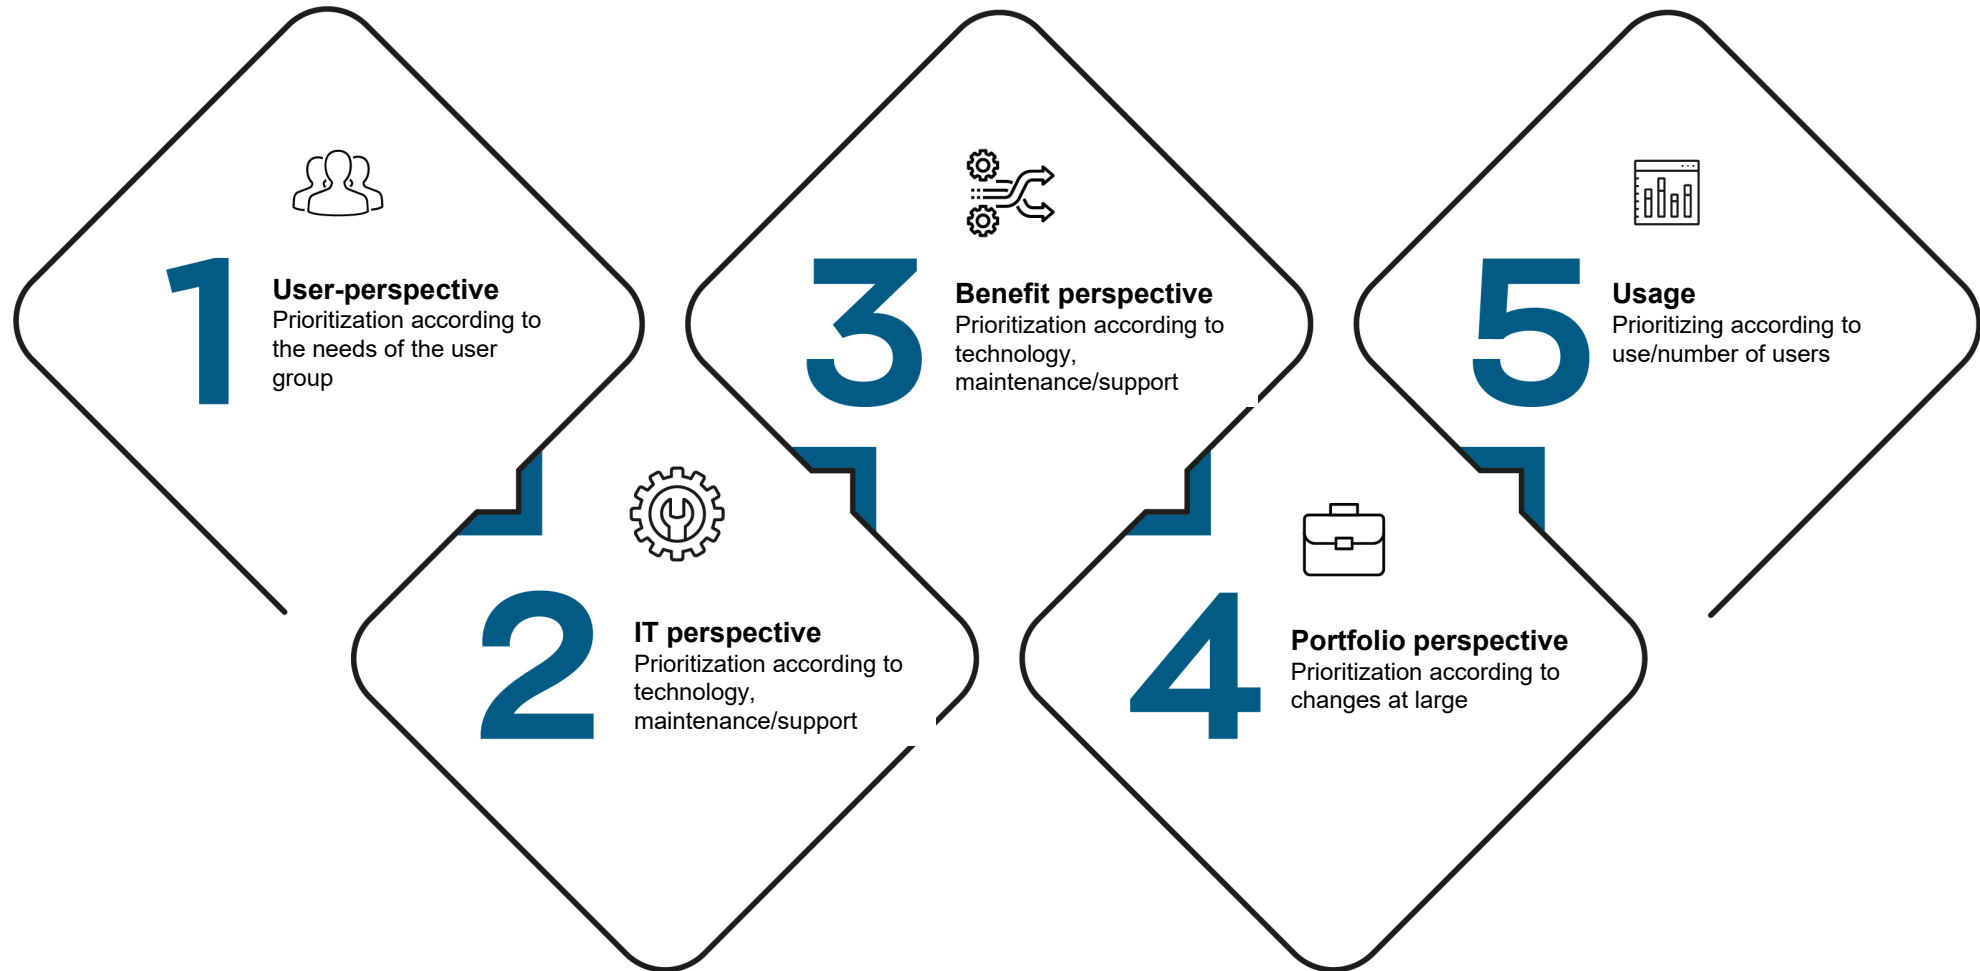 1
User-perspective
Prioritization according to
the needs of the user
group
2
IT perspective
Prioritization according to
technology,
maintenance/support
3
Benefit perspective
Prioritization according to
technology,
maintenance/support
4
Portfolio perspective
Prioritization according to
changes at large
5
Usage
Prioritizing according to
use/number of users